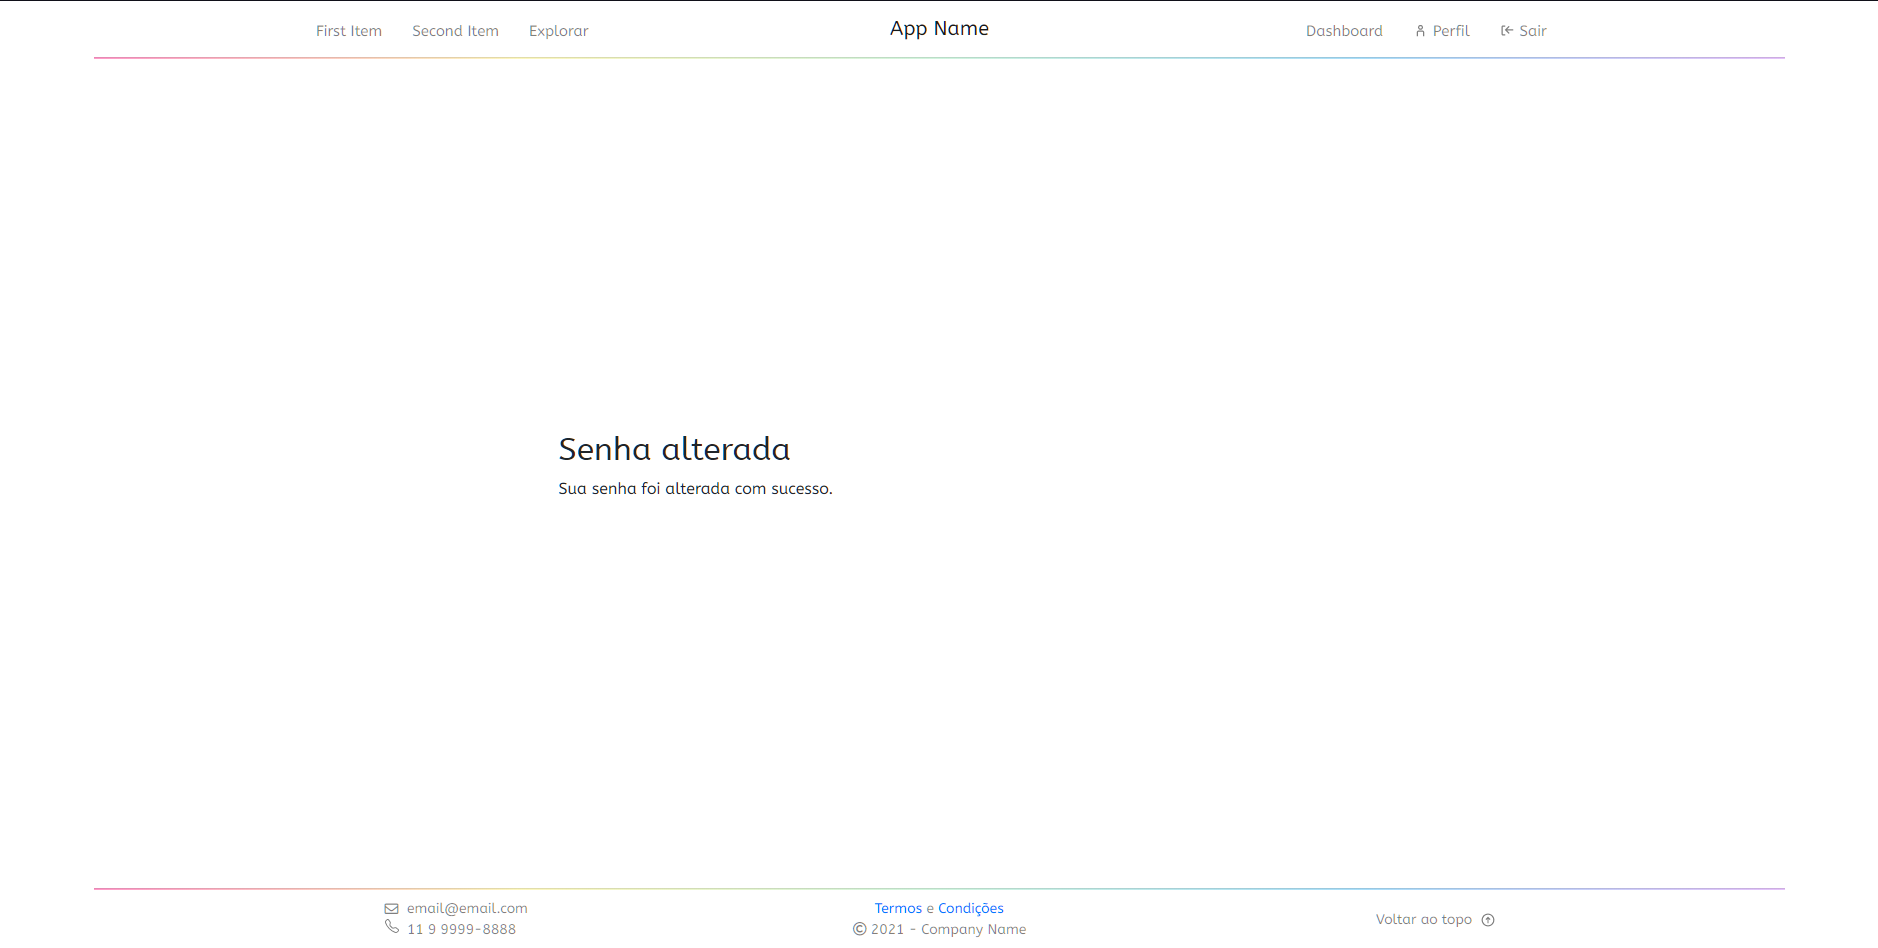 First Item Second Item Explorar App Name Dashboard Perfil Sair
Senha alterada
Sua senha foi alterada com sucesso.
email@email.com
11 9 9999-8888
Termos e Condições
© 2021 - Company Name
Voltar ao topo